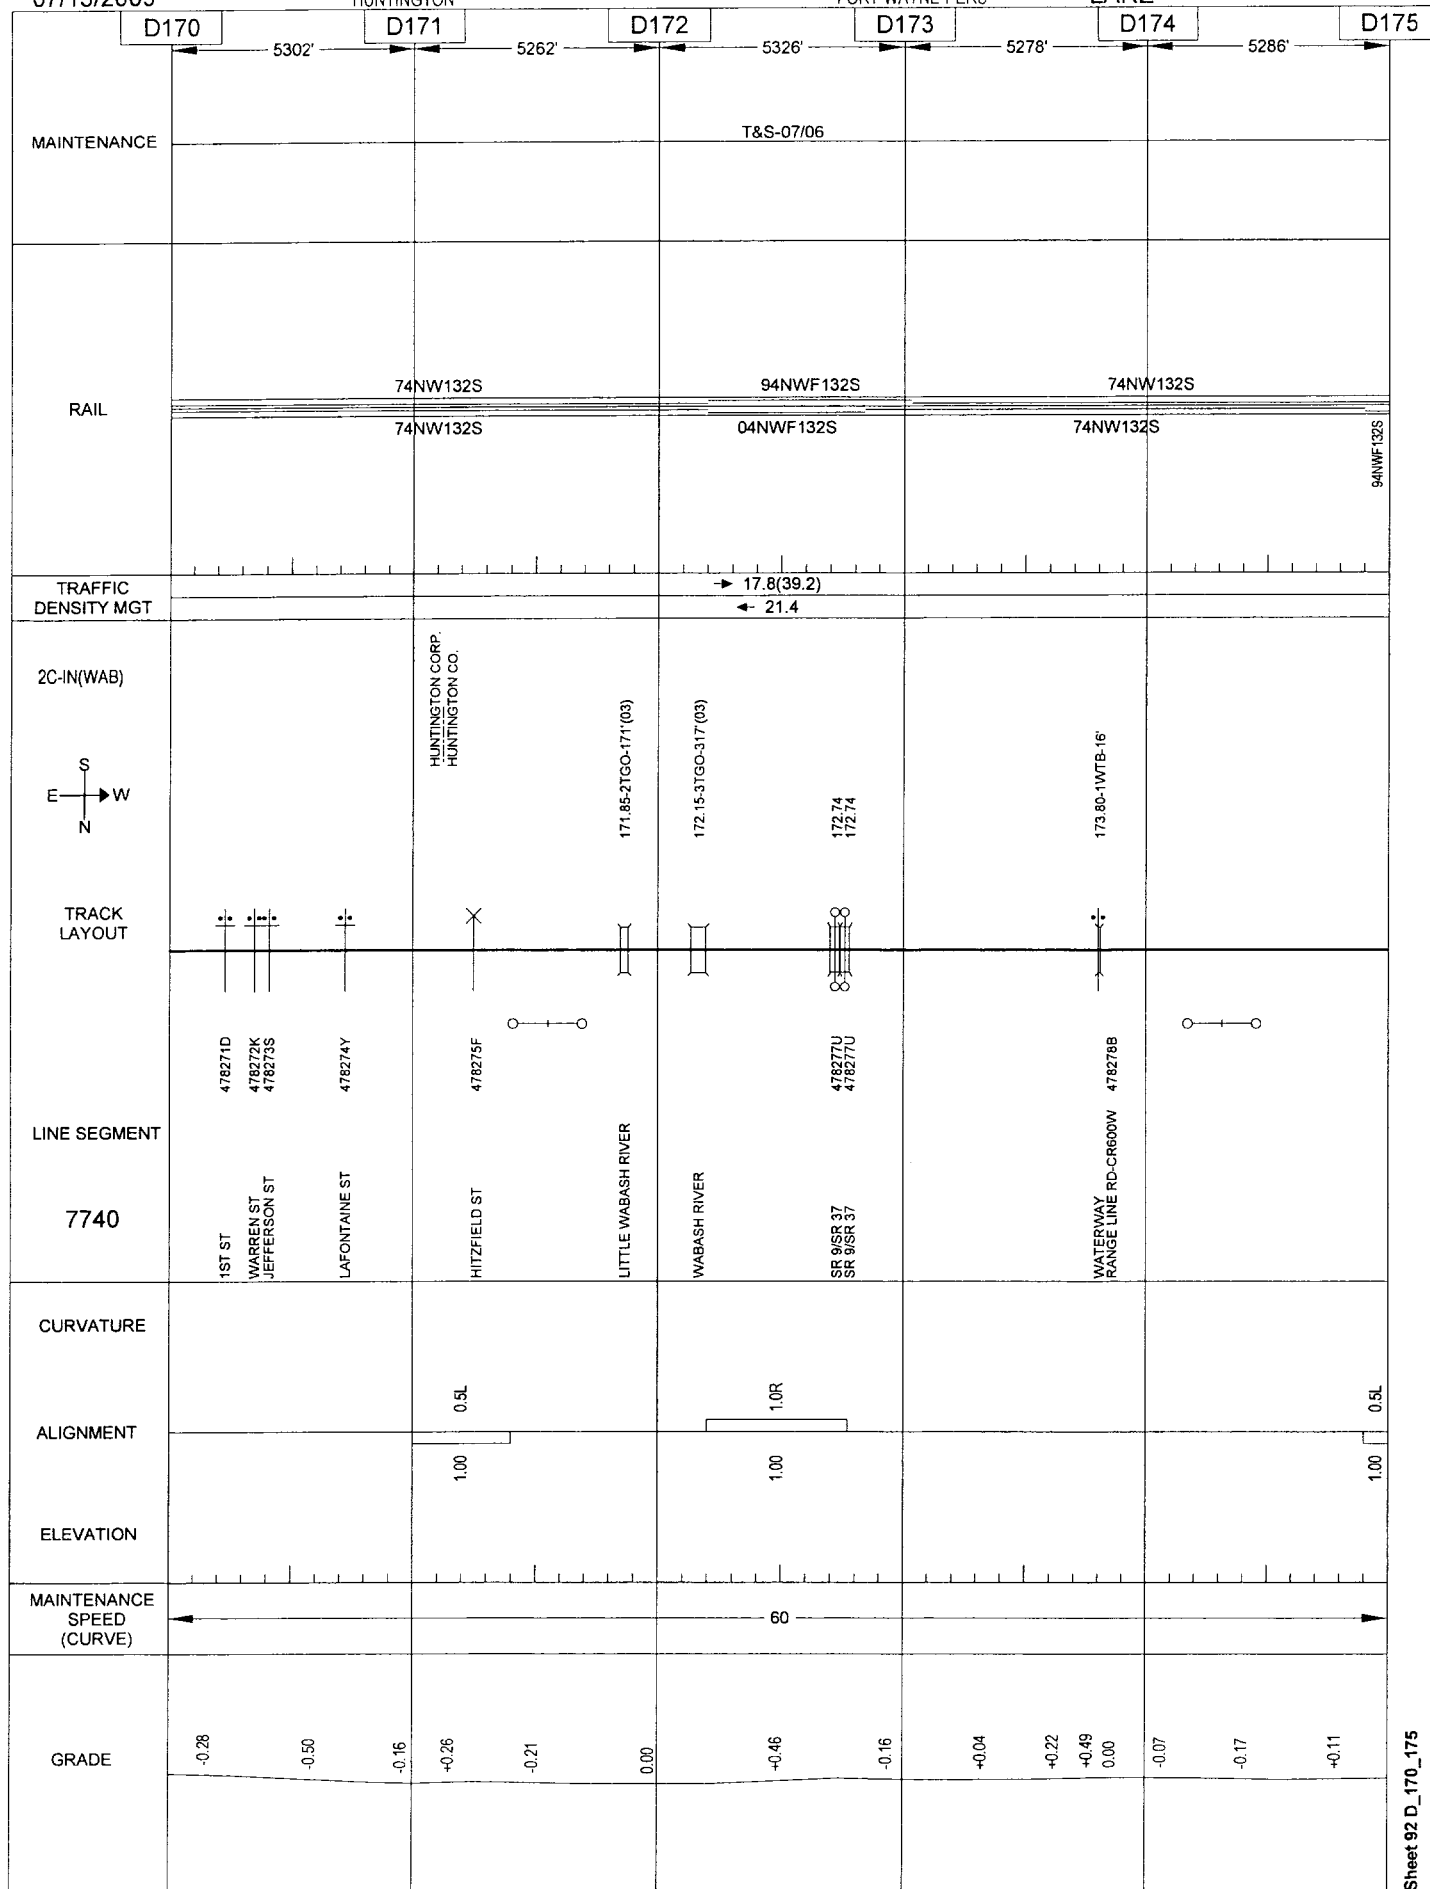 D170 D171 D172 D173 D174 D175
5302' 5262' 5326' 5278' 5286'
MAINTENANCE
T&S-07/06
RAIL
74NW132S 94NWF132S 74NW132S
74NW132S 04NWF132S 74NW132S
94NWF132S
TRAFFIC
DENSITY MGT
17.8(39.2)
21.4
2C-IN(WAB)
HUNTINGTON CORP.
HUNTINGTON CO.
171.85-2TGO-171'(03)
172.15-3TGO-317'(03)
172.74
172.74
173.80-1WTB-16'
S
E W
N
TRACK
LAYOUT
478271D
478272K
478273S
478274Y
478275F
478277U
478277U
478278B
LINE SEGMENT
7740
1ST ST
WARREN ST
JEFFERSON ST
LAFONTAINE ST
HITZFIELD ST
LITTLE WABASH RIVER
WABASH RIVER
SR 9/SR 37
SR 9/SR 37
WATERWAY
RANGE LINE RD-CR600W
CURVATURE
0.5L 1.0R 0.5L
ALIGNMENT
1.00 1.00 1.00
ELEVATION
MAINTENANCE
SPEED
(CURVE)
60
GRADE
-0.28 -0.50 -0.16 +0.26 -0.21 0.00 +0.46 -0.16 +0.04 +0.22 +0.49 0.00 -0.07 -0.17 +0.11
Sheet 92 D_170_175